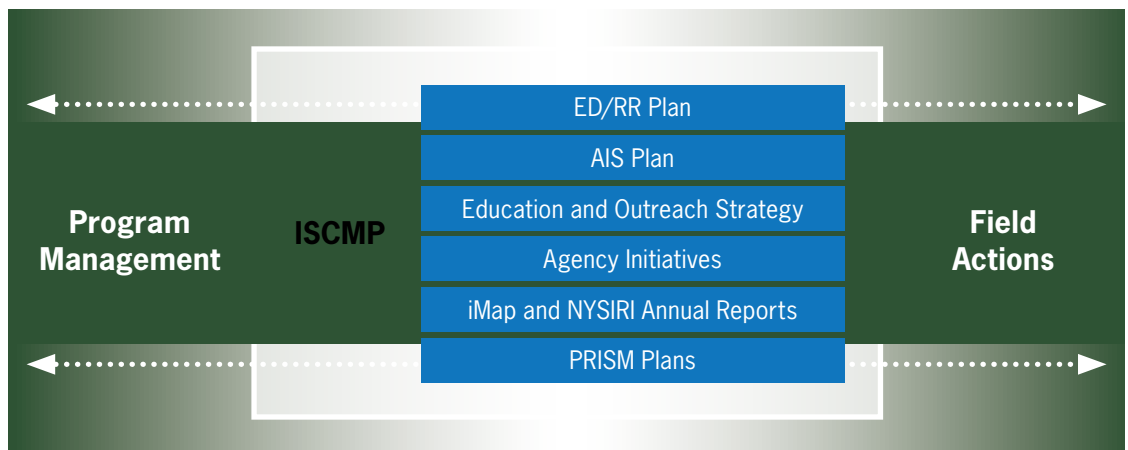 Program
Management
ISCMP
ED/RR Plan
AIS Plan
Education and Outreach Strategy
Agency Initiatives
iMap and NYSIRI Annual Reports
PRISM Plans
Field
Actions